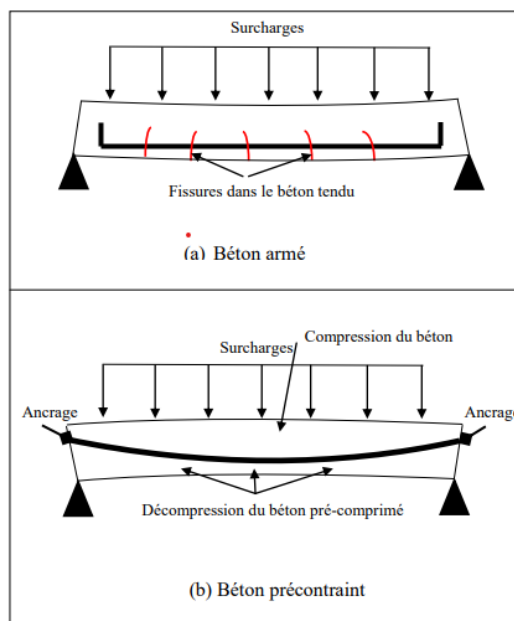 Surcharges
Fissures dans le béton tendu
(a) Béton armé
Compression du béton
Surcharges
Ancrage
Ancrage
Décompression du béton pré-comprimé
(b) Béton précontraint